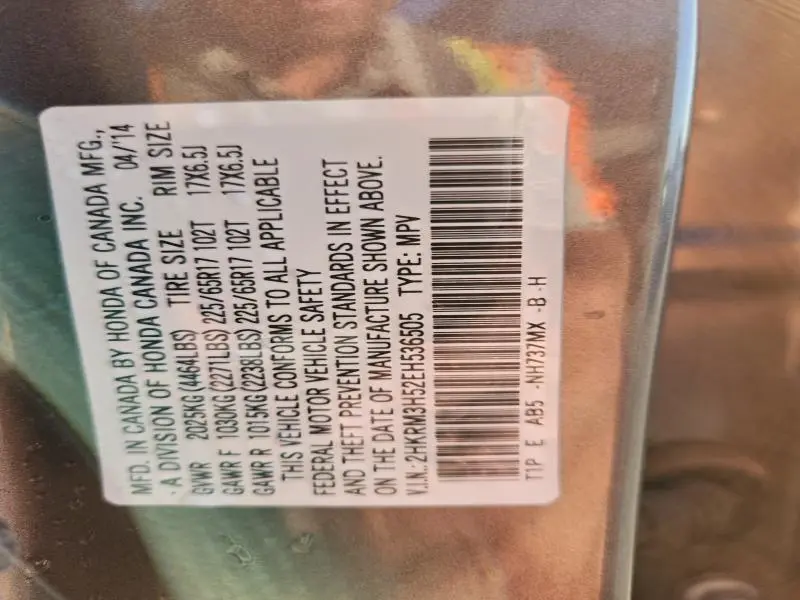 MFD. IN CANADA BY HONDA OF CANADA MFG.,
- A DIVISION OF HONDA CANADA INC. 04/'14
GVWR 2025KG (4464LBS) TIRE SIZE RIM SIZE
GAWR F 1030KG (2271LBS) 225/65R17 102T 17X6.5J
GAWR R 1015KG (2238LBS) 225/65R17 102T 17X6.5J
THIS VEHICLE CONFORMS TO ALL APPLICABLE
FEDERAL MOTOR VEHICLE SAFETY
AND THEFT PREVENTION STANDARDS IN EFFECT
ON THE DATE OF MANUFACTURE SHOWN ABOVE.
V.I.N.: 2HKRM3H52EH536505 TYPE: MPV
T1P E AB5 -NH737MX -B -H